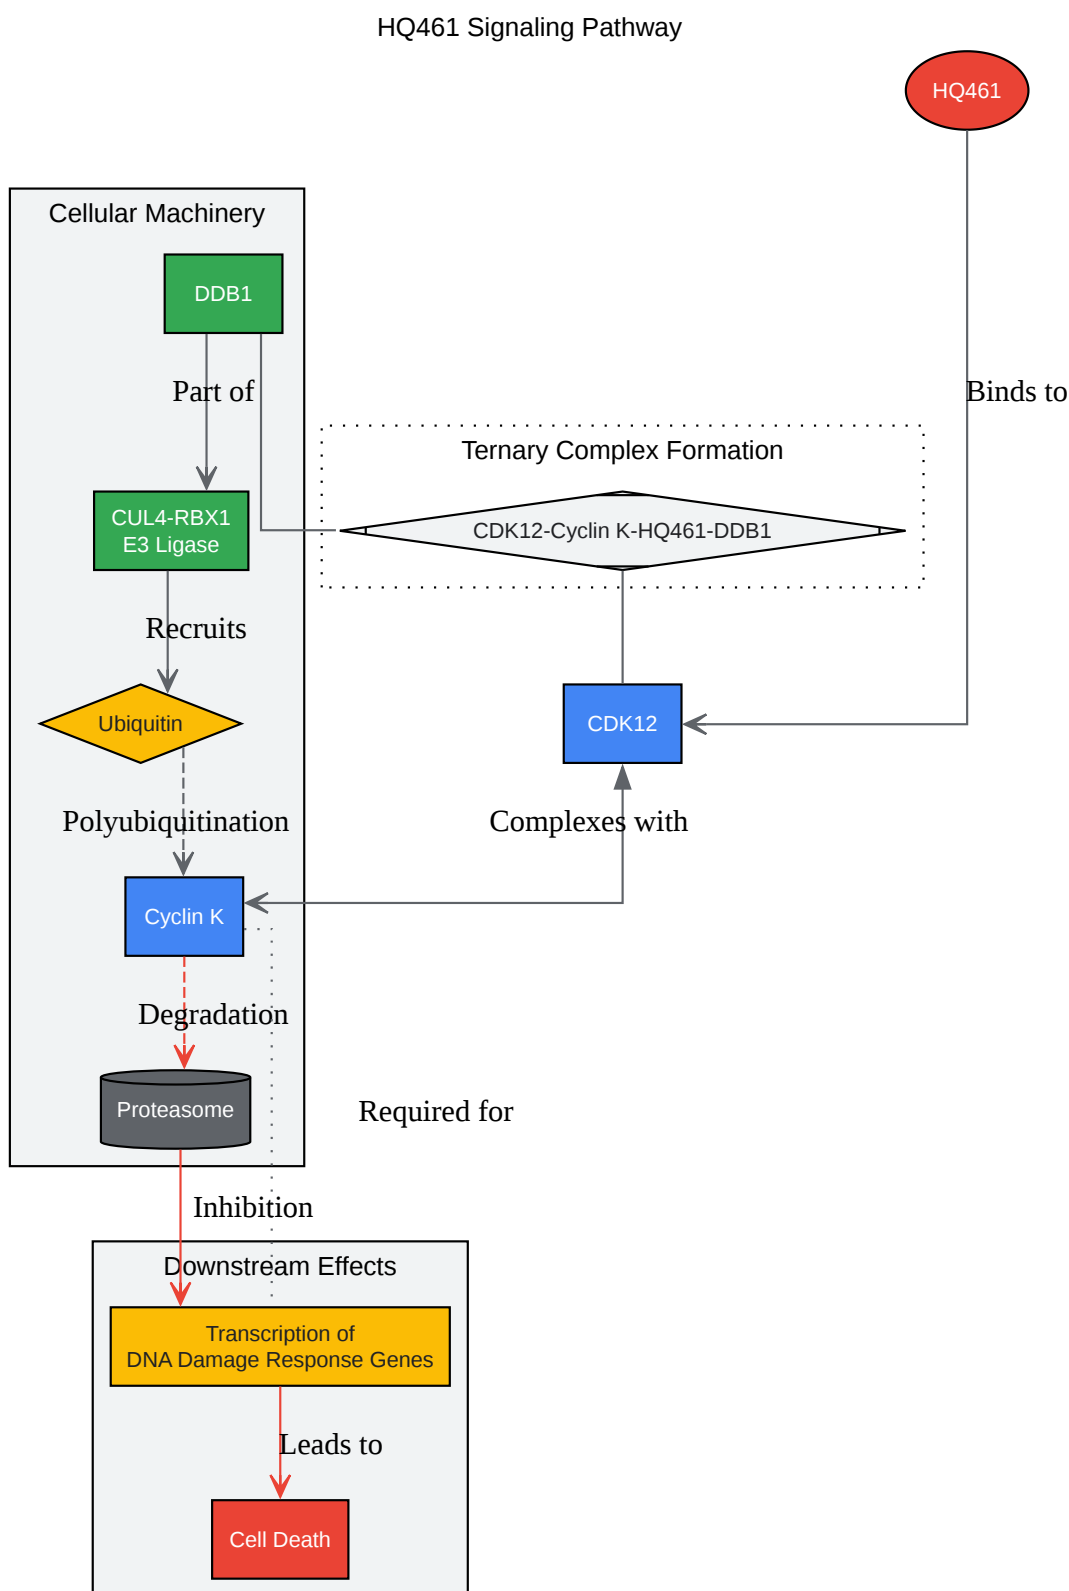 HQ461 Signaling Pathway
HQ461
Cellular Machinery
DDB1
Part of
Binds to
Ternary Complex Formation
CDK12-Cyclin K-HQ461-DDB1
CUL4-RBX1
E3 Ligase
Recruits
Ubiquitin
CDK12
Polyubiquitination
Complexes with
Cyclin K
Degradation
Proteasome
Required for
Inhibition
Downstream Effects
Transcription of
DNA Damage Response Genes
Leads to
Cell Death